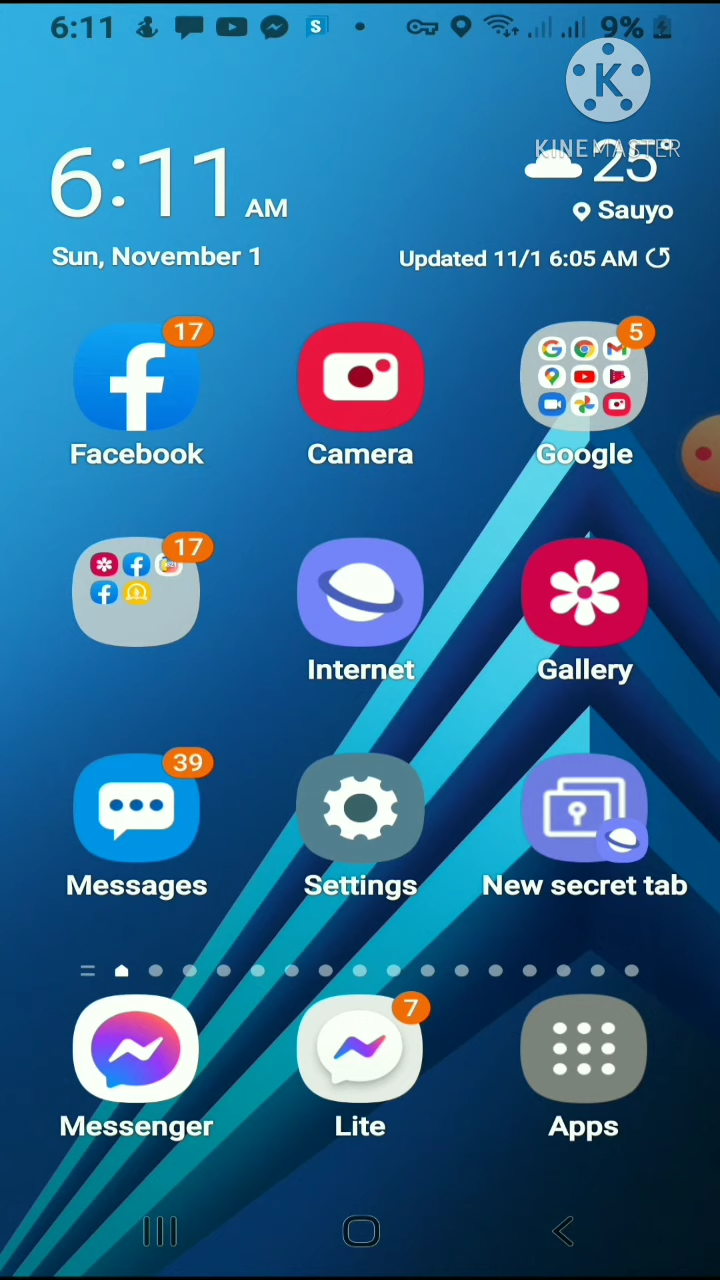 6:11
S
9%
K
KINEMASTER
6:11 AM
25°
Sauyo
Sun, November 1
Updated 11/1 6:05 AM
17
5
Facebook
Camera
Google
17
Internet
Gallery
39
Messages
Settings
New secret tab
7
Messenger
Lite
Apps